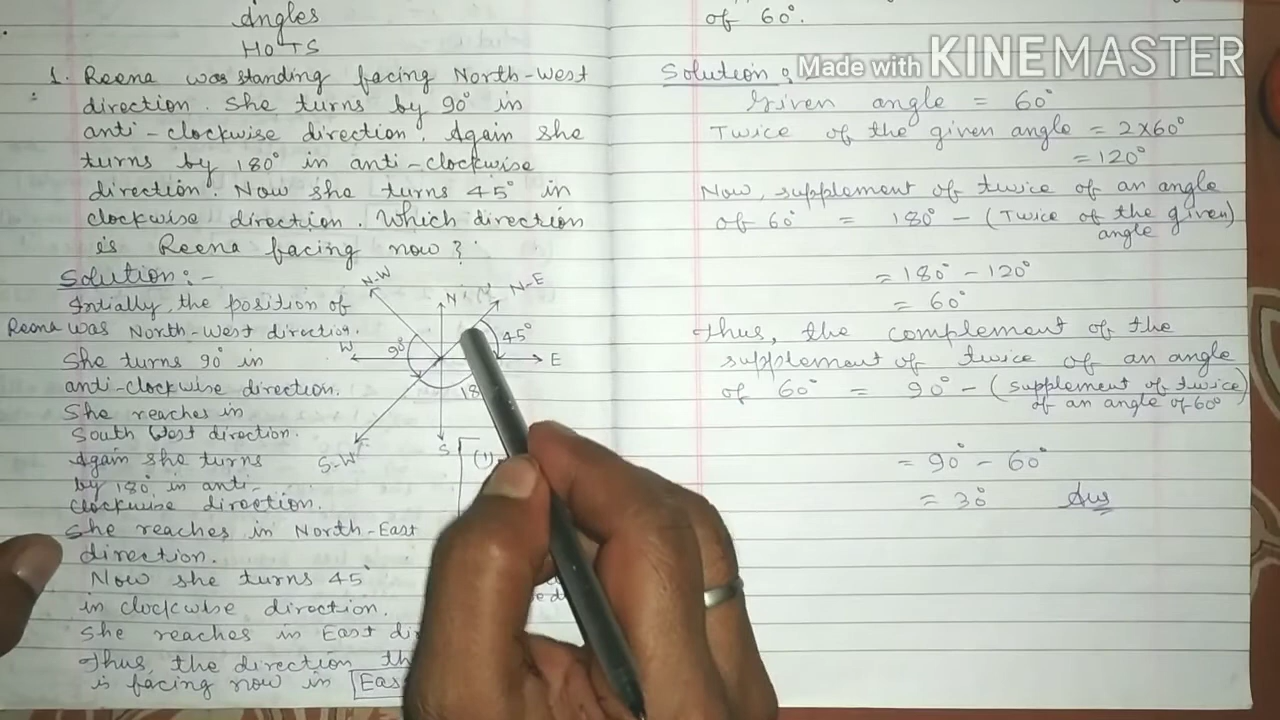 Angles
HOTS
1. Reena was standing facing North-West
direction. She turns by 90° in
anti-clockwise direction. Again she
turns by 180° in anti-clockwise
direction. Now she turns 45° in
clockwise direction. Which direction
is Reena facing now?
Solution:-
Intially, the position of
Reena was North-West direction.
She turns 90° in
anti-clockwise direction.
She reaches in
South West direction.
Again she turns
by 180° in anti-
clockwise direction.
She reaches in North-East
direction.
Now she turns 45°
in clockwise direction.
She reaches in East
Thus, the direction
is facing now in
N-W
N
N-E
45°
W
90°
E
18
S-W
S
(1)
of 60°.
Made with KINEMASTER
Solution:
Given angle = 60°
Twice of the given angle = 2×60°
= 120°
Now, supplement of twice of an angle
of 60° = 180° - (Twice of the given)
angle
= 180° - 120°
= 60°
Thus, the complement of the
supplement of twice of an angle
of 60° = 90° - (supplement of twice)
of an angle of 60°
= 90° - 60°
= 30° Ans